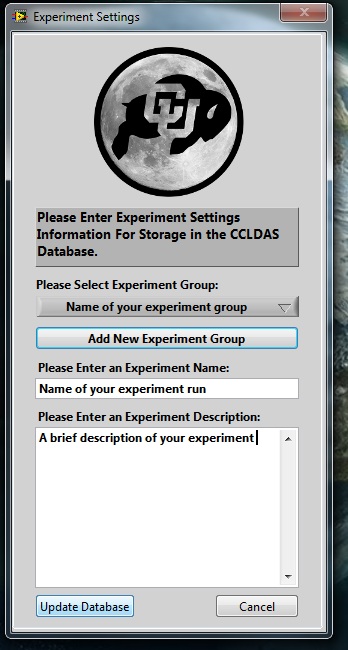 Experiment Settings
CU
Please Enter Experiment Settings
Information For Storage in the CCLDAS
Database.
Please Select Experiment Group:
Name of your experiment group
Add New Experiment Group
Please Enter an Experiment Name:
Name of your experiment run
Please Enter an Experiment Description:
A brief description of your experiment
Update Database
Cancel